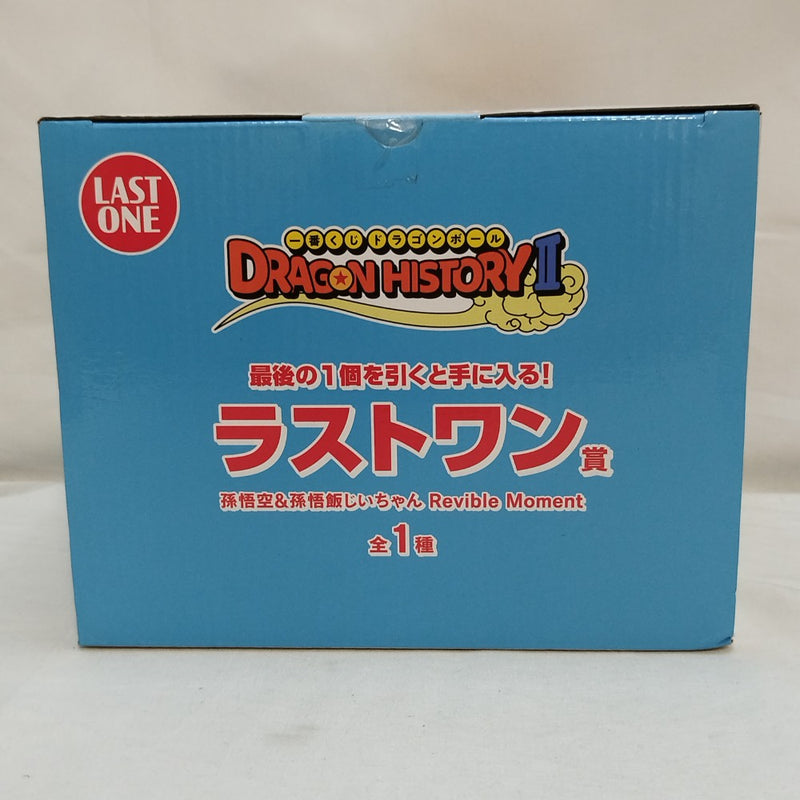 LAST
ONE
一番くじドラゴンボール
DRAGON HISTORY II
最後の1個を引くと手に入る!
ラストワン賞
孫悟空&孫悟飯じいちゃん Revible Moment
全1種